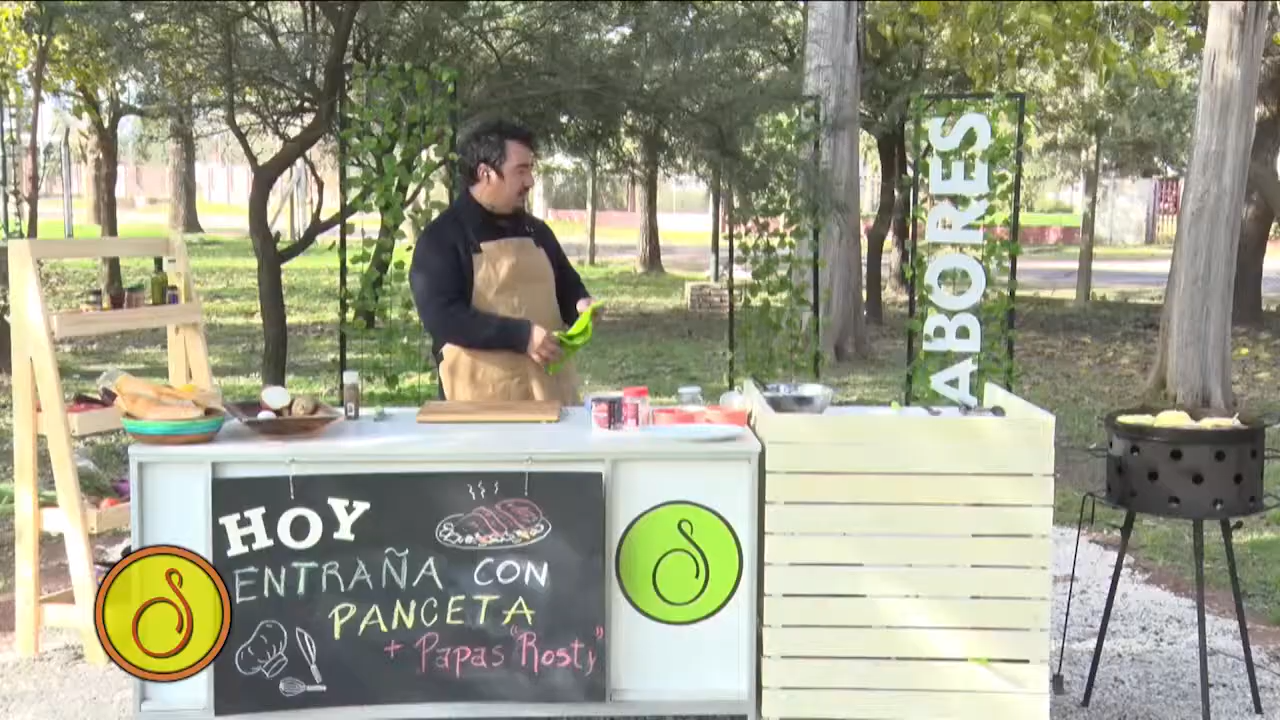 SABORES
HOY
ENTRAÑA CON
PANCETA
+ Papas "Rosty"
S
S